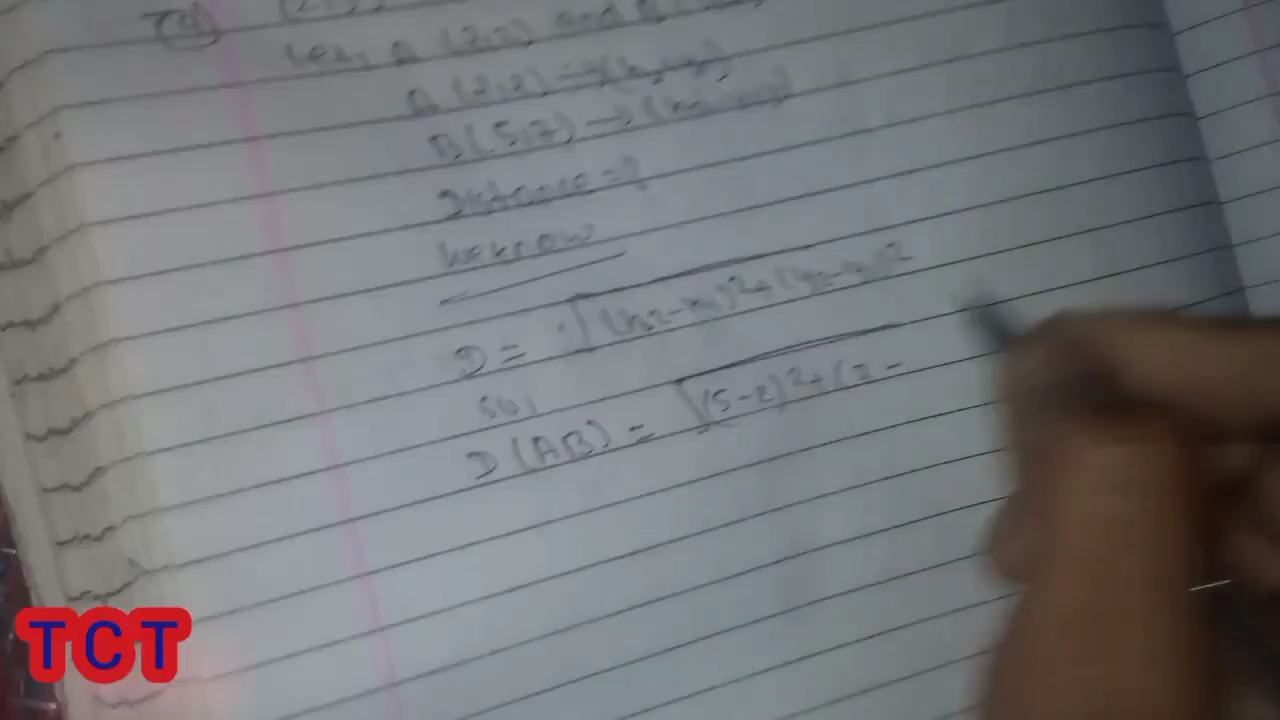 Let, A (2,2) and B
A (2,2) → (x1, y1)
B (5,7) → (x2, y2)
Distance = ?
We know
D = √(x2-x1)²+(y2-y1)²
so,
D (AB) = √(5-2)²+(7-
TCT